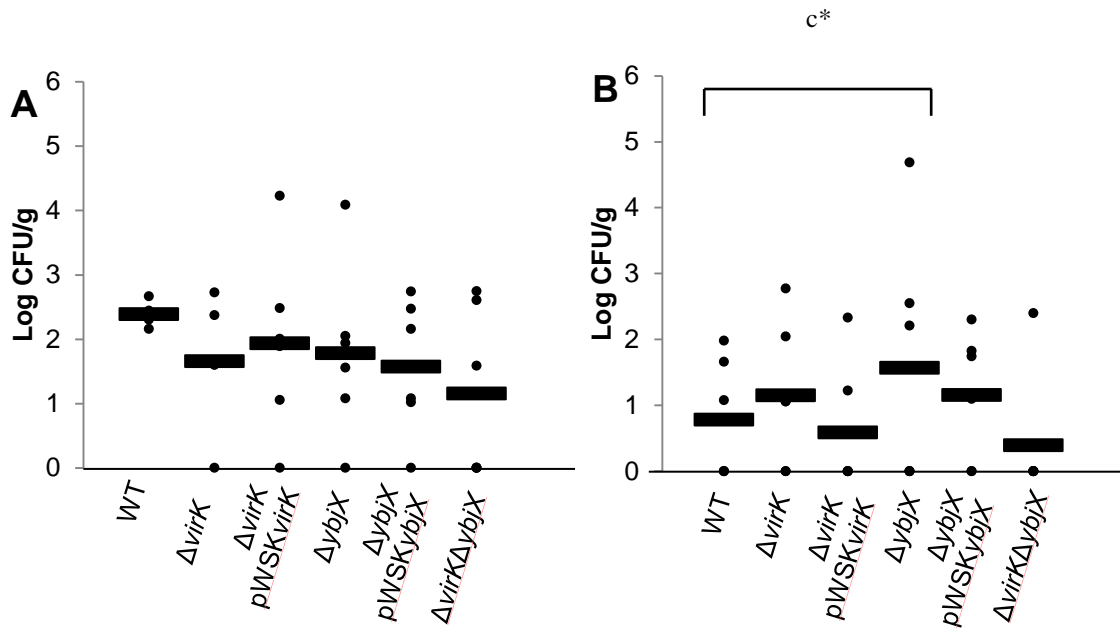 c*
A
Log CFU/g
6
5
4
3
2
1
0
WT
ΔvirK
ΔvirK
pWSKvirK
ΔybjX
ΔybjX
pWSKybjX
ΔvirKΔybjX
B
Log CFU/g
6
5
4
3
2
1
0
WT
ΔvirK
ΔvirK
pWSKvirK
ΔybjX
ΔybjX
pWSKybjX
ΔvirKΔybjX